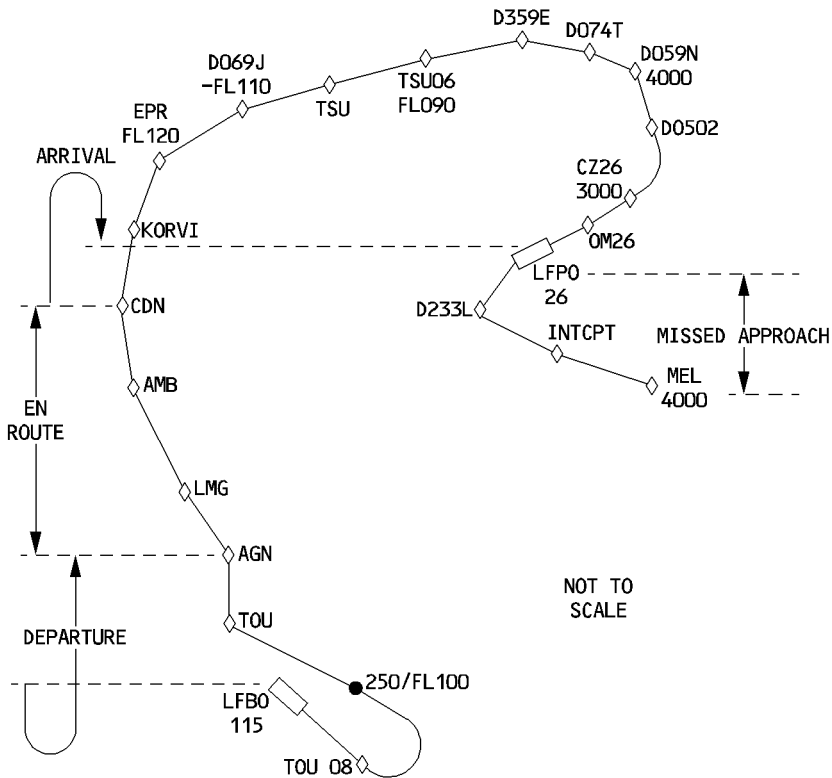 D359E
D074T
D069J
-FL110
D059N
4000
TSU06
FL090
TSU
EPR
FL120
D0502
ARRIVAL
CZ26
3000
KORVI
OM26
LFPO
26
CDN
D233L
INTCPT
MISSED APPROACH
MEL
4000
AMB
EN
ROUTE
LMG
AGN
NOT TO
SCALE
TOU
DEPARTURE
250/FL100
LFBO
115
TOU 08